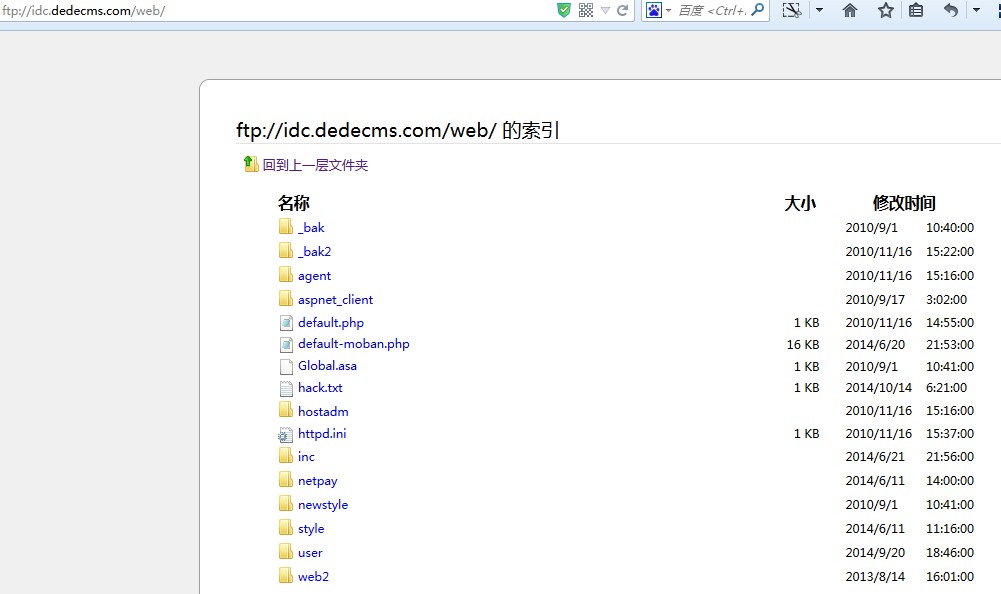 ftp://idc.dedecms.com/web/ 百度 <Ctrl+.
ftp://idc.dedecms.com/web/ 的索引
回到上一层文件夹
名称 大小 修改时间
_bak 2010/9/1 10:40:00
_bak2 2010/11/16 15:22:00
agent 2010/11/16 15:16:00
aspnet_client 2010/9/17 3:02:00
default.php 1 KB 2010/11/16 14:55:00
default-moban.php 16 KB 2014/6/20 21:53:00
Global.asa 1 KB 2010/9/1 10:41:00
hack.txt 1 KB 2014/10/14 6:21:00
hostadm 2010/11/16 15:16:00
httpd.ini 1 KB 2010/11/16 15:37:00
inc 2014/6/21 21:56:00
netpay 2014/6/11 14:00:00
newstyle 2010/9/1 10:41:00
style 2014/6/11 11:16:00
user 2014/9/20 18:46:00
web2 2013/8/14 16:01:00